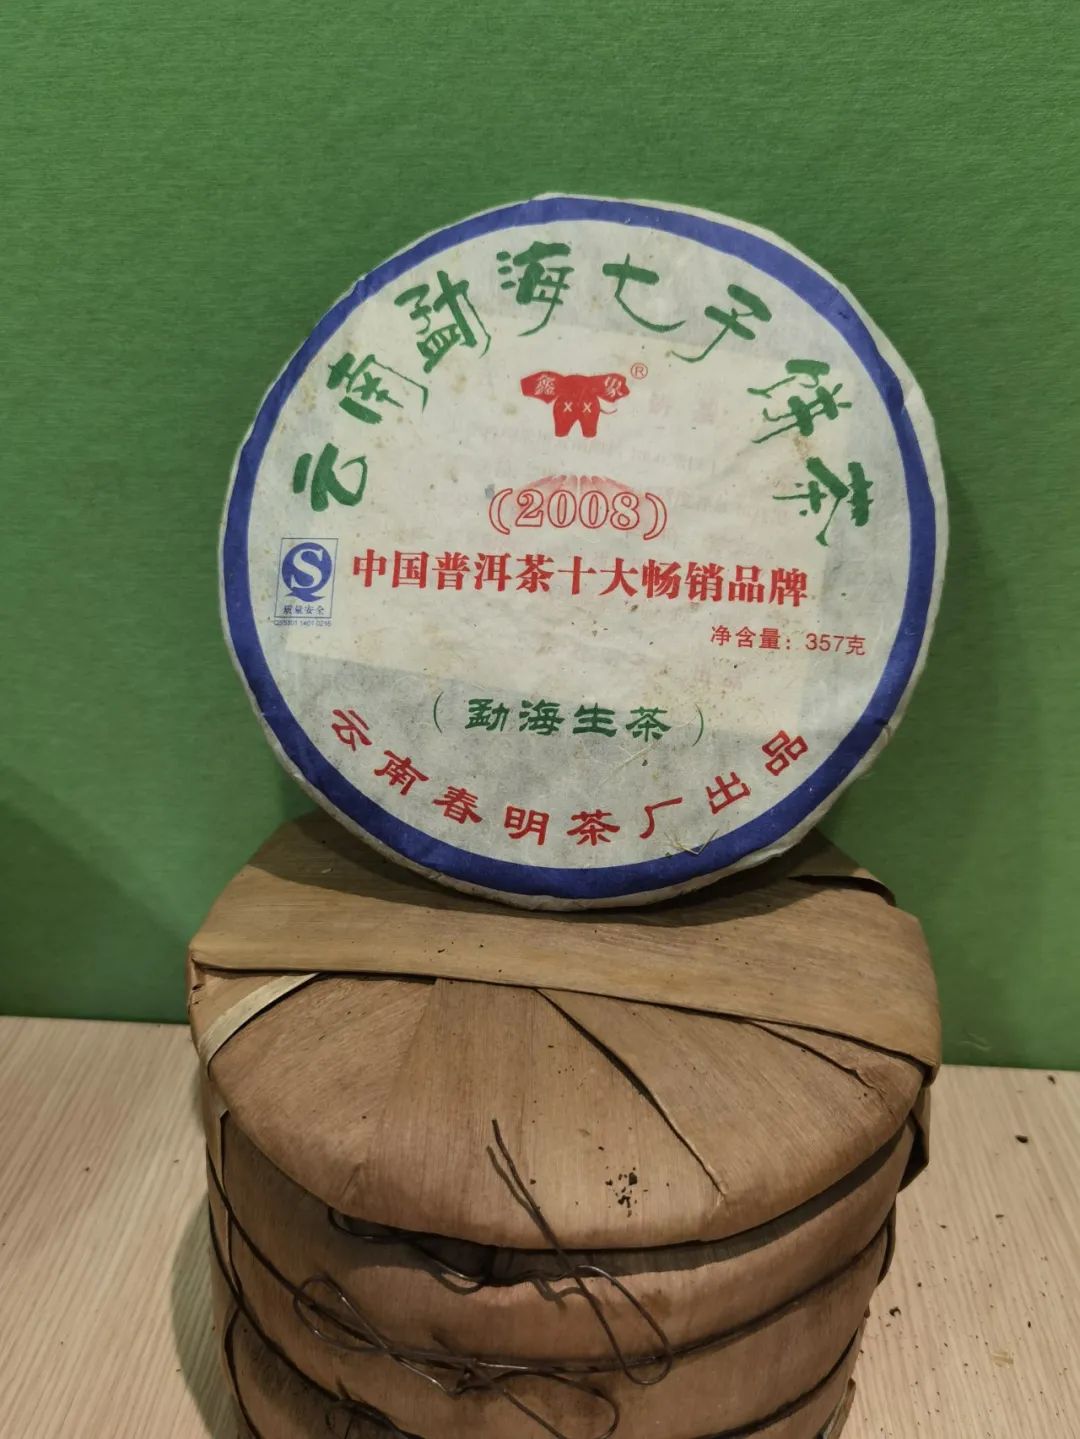 云南勐海七子饼茶
鑫象®
(2008)
中国普洱茶十大畅销品牌
质量安全
净含量：357克
（勐海生茶）
云南春明茶厂出品